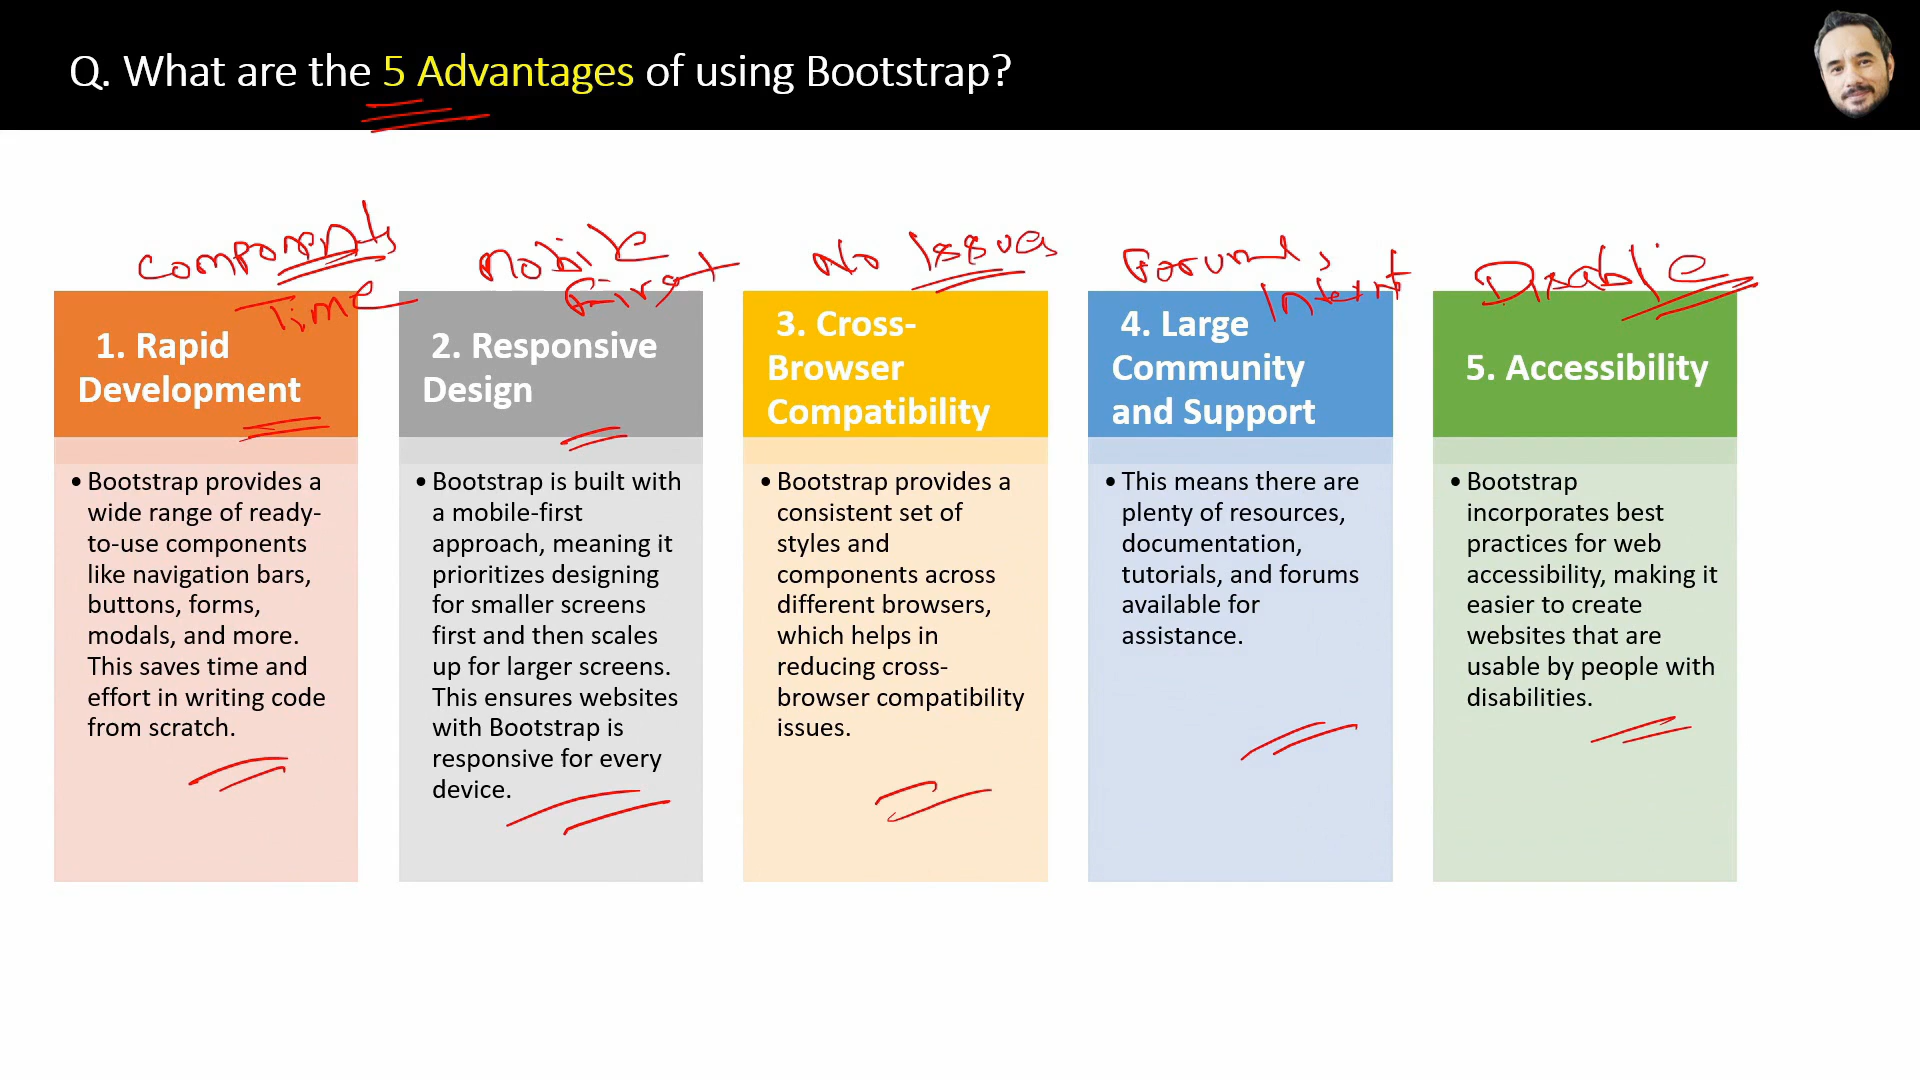 Q. What are the 5 Advantages of using Bootstrap?
Components
Time
Mobile
First
No Issues
Forums,
Disable
1. Rapid
Development
• Bootstrap provides a
wide range of ready-
to-use components
like navigation bars,
buttons, forms,
modals, and more.
This saves time and
effort in writing code
from scratch.
2. Responsive
Design
• Bootstrap is built with
a mobile-first
approach, meaning it
prioritizes designing
for smaller screens
first and then scales
up for larger screens.
This ensures websites
with Bootstrap is
responsive for every
device.
3. Cross-
Browser
Compatibility
• Bootstrap provides a
consistent set of
styles and
components across
different browsers,
which helps in
reducing cross-
browser compatibility
issues.
4. Large
Community
and Support
• This means there are
plenty of resources,
documentation,
tutorials, and forums
available for
assistance.
5. Accessibility
• Bootstrap
incorporates best
practices for web
accessibility, making it
easier to create
websites that are
usable by people with
disabilities.